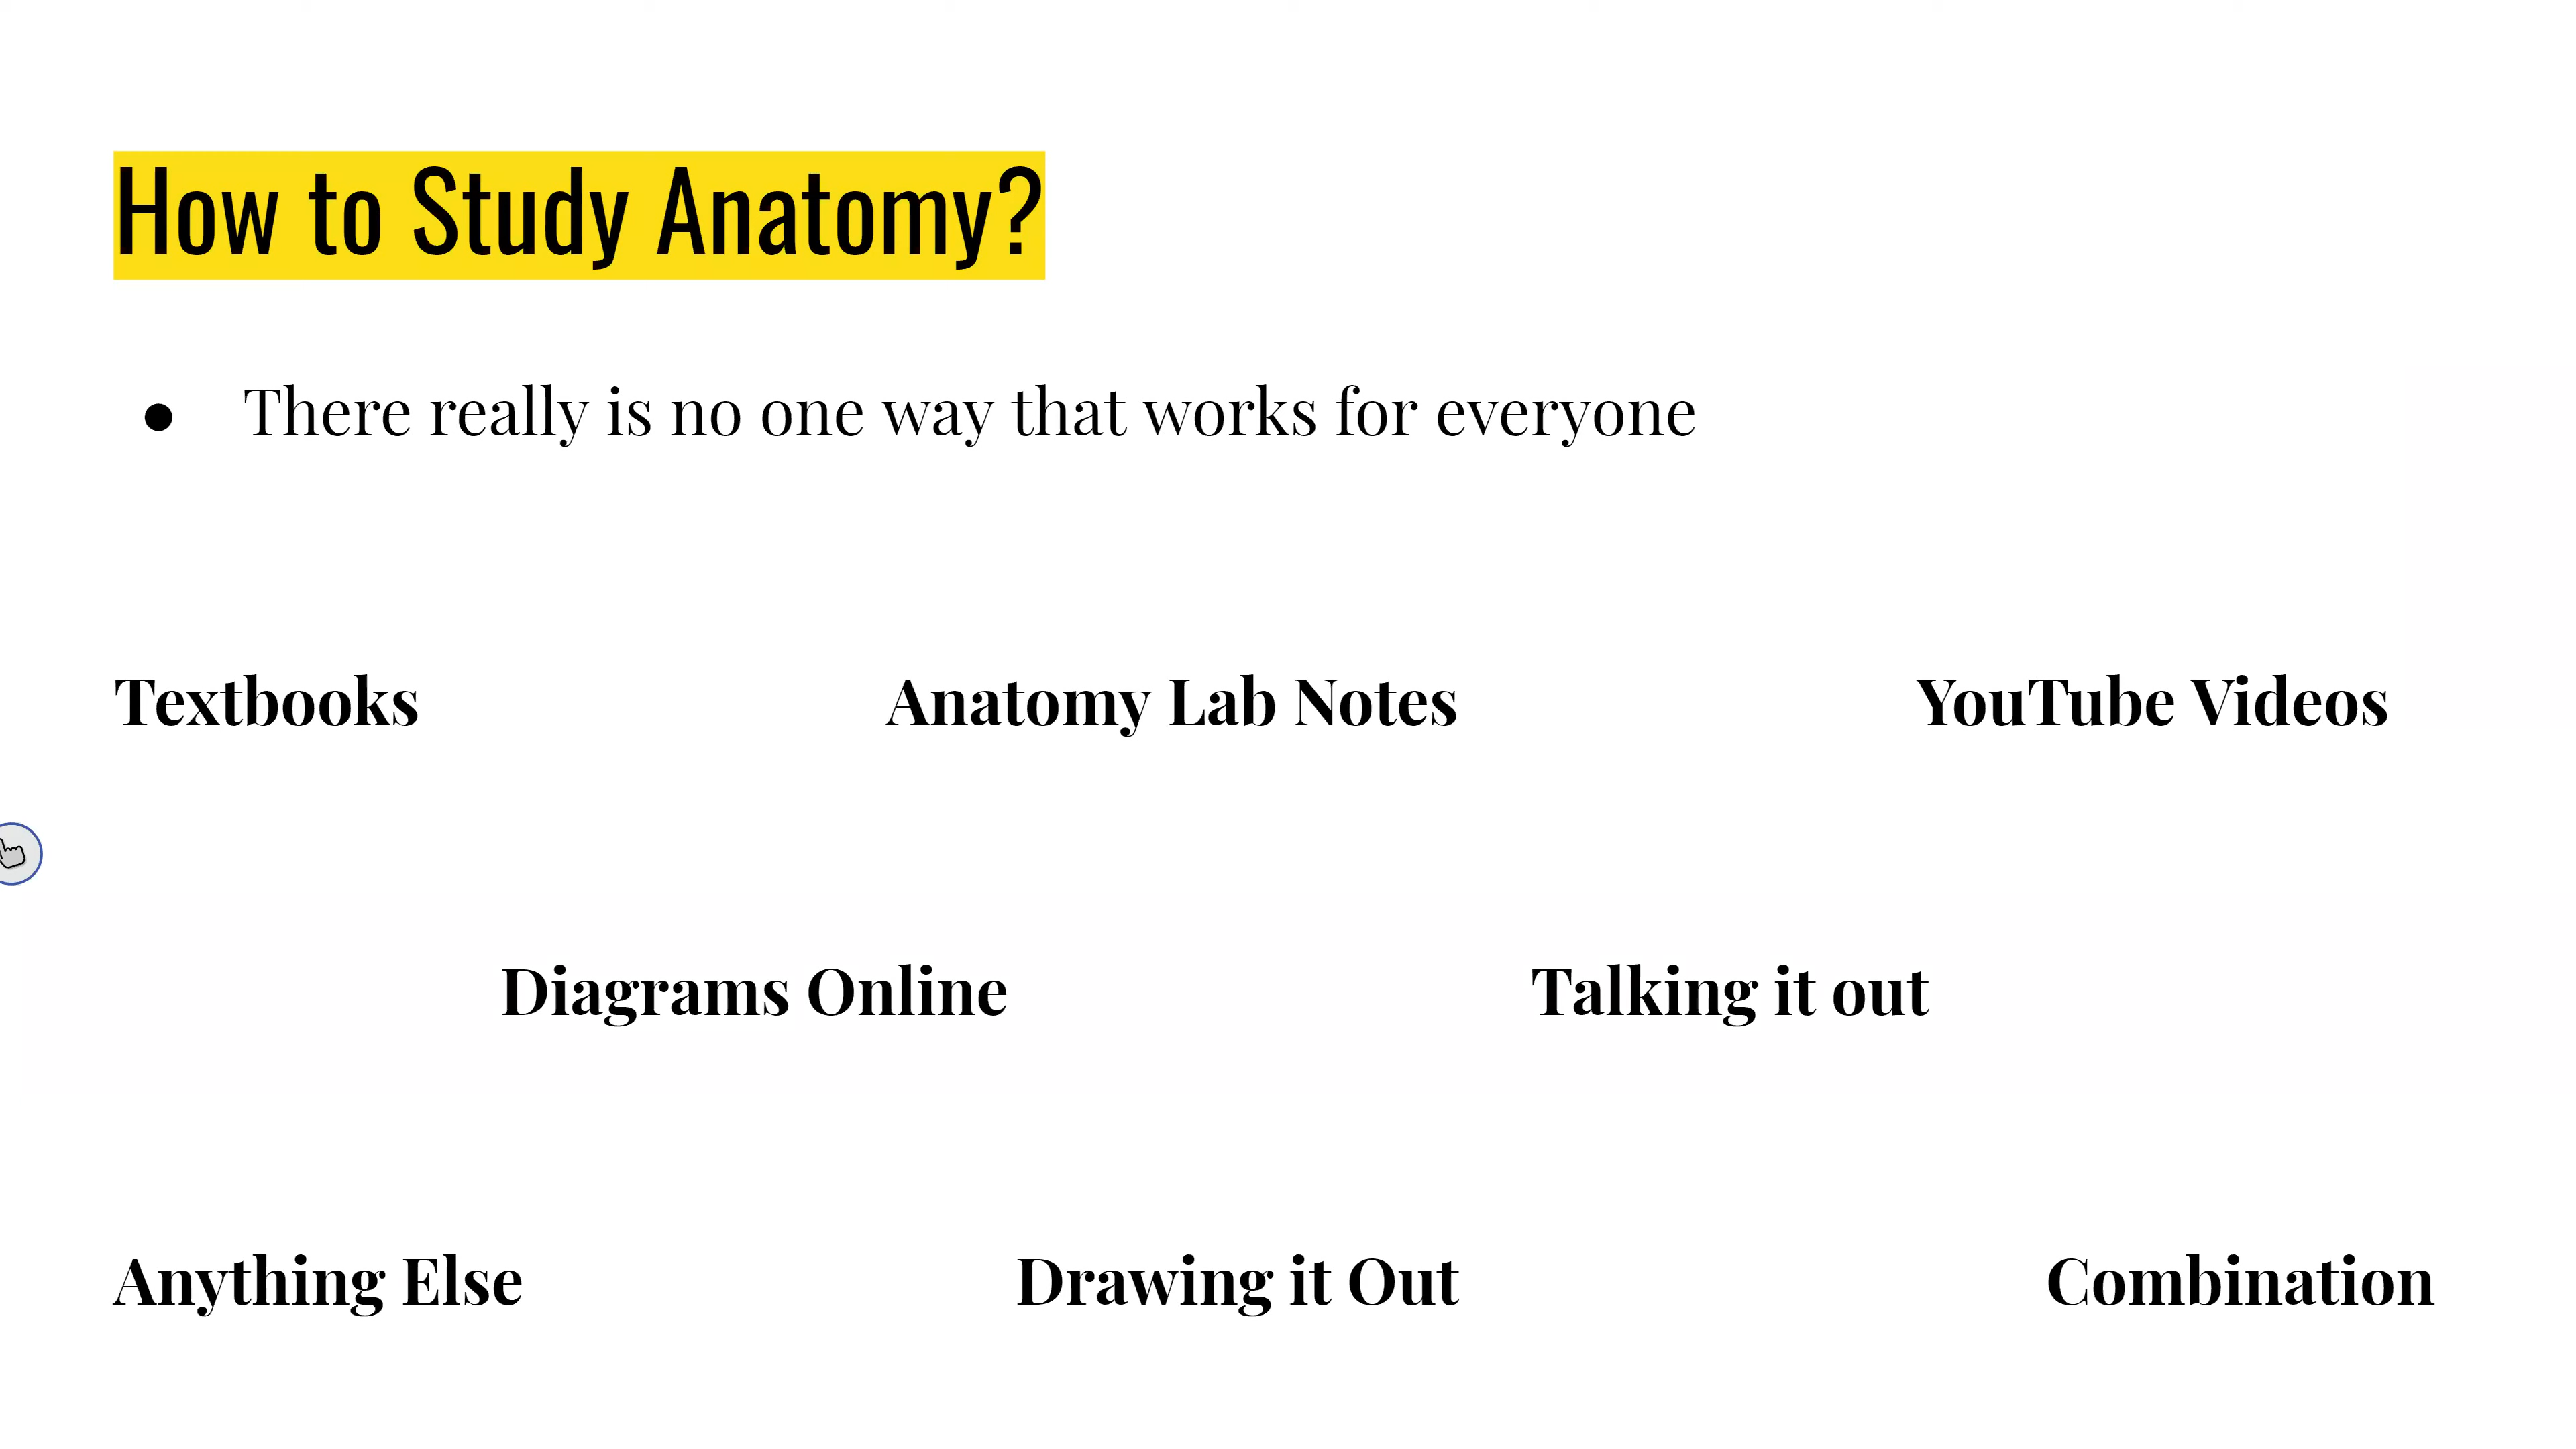 How to Study Anatomy?
● There really is no one way that works for everyone
Textbooks Anatomy Lab Notes YouTube Videos
Diagrams Online Talking it out
Anything Else Drawing it Out Combination